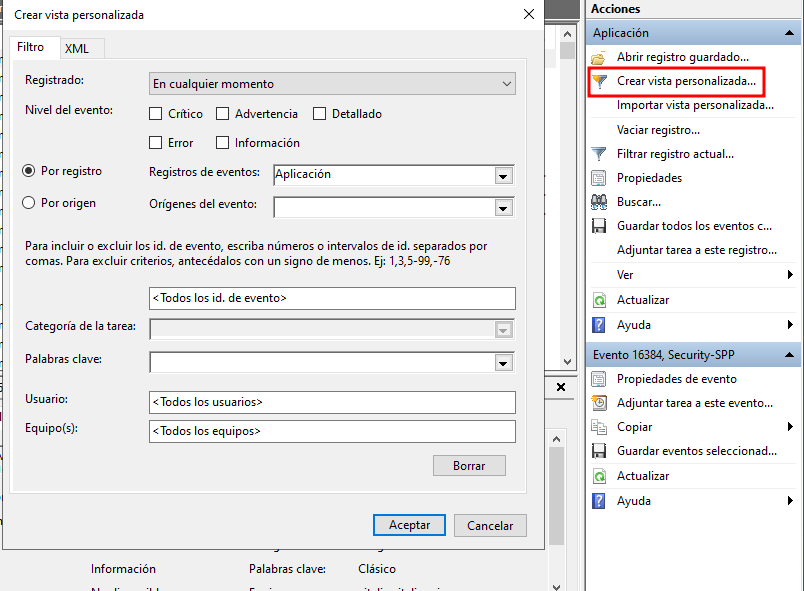 Crear vista personalizada
Filtro
XML
Registrado:
En cualquier momento
Nivel del evento:
Crítico
Advertencia
Detallado
Error
Información
Por registro
Registros de eventos:
Aplicación
Por origen
Orígenes del evento:
Para incluir o excluir los id. de evento, escriba números o intervalos de id. separados por
comas. Para excluir criterios, antecédalos con un signo de menos. Ej: 1,3,5-99,-76
<Todos los id. de evento>
Categoría de la tarea:
Palabras clave:
Usuario:
<Todos los usuarios>
Equipo(s):
<Todos los equipos>
Borrar
Aceptar
Cancelar
Información
Palabras clave:
Clásico
Acciones
Aplicación
Abrir registro guardado...
Crear vista personalizada...
Importar vista personalizada...
Vaciar registro...
Filtrar registro actual...
Propiedades
Buscar...
Guardar todos los eventos c...
Adjuntar tarea a este registro...
Ver
Actualizar
Ayuda
Evento 16384, Security-SPP
Propiedades de evento
Adjuntar tarea a este evento...
Copiar
Guardar eventos seleccionad...
Actualizar
Ayuda